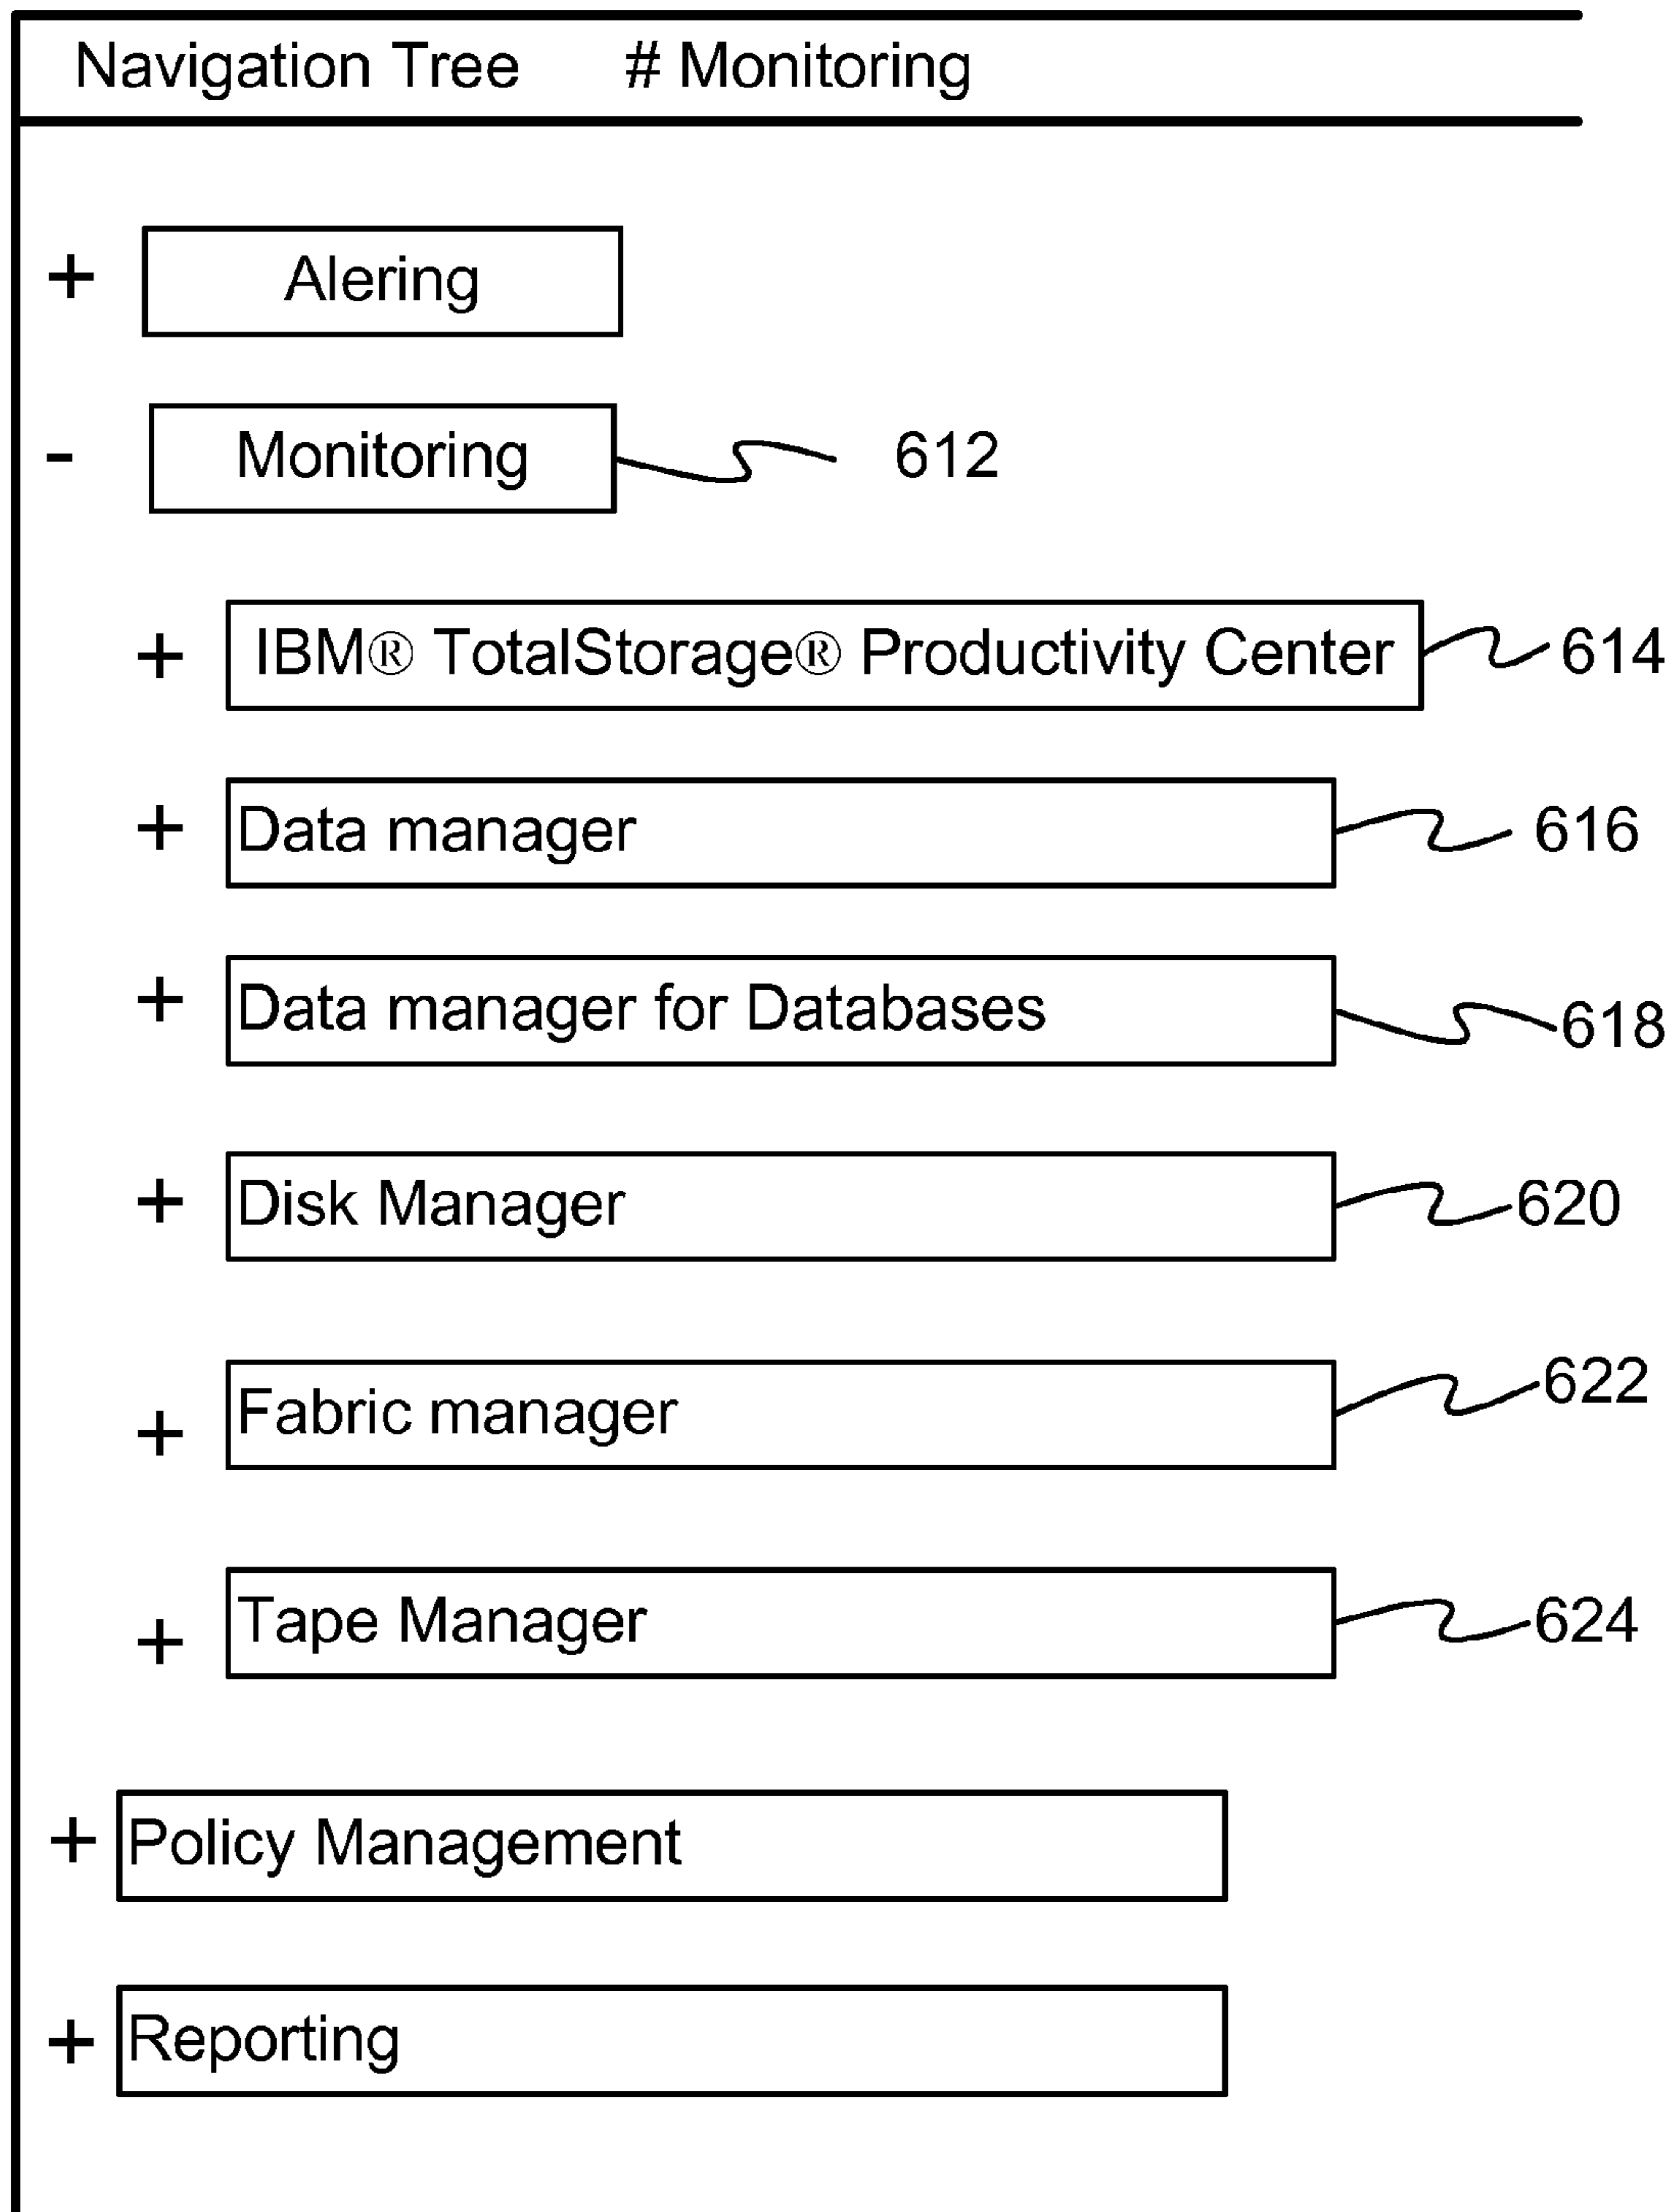 Navigation Tree # Monitoring
+ Alering
- Monitoring 612
+ IBM® TotalStorage® Productivity Center 614
+ Data manager 616
+ Data manager for Databases 618
+ Disk Manager 620
+ Fabric manager 622
+ Tape Manager 624
+ Policy Management
+ Reporting